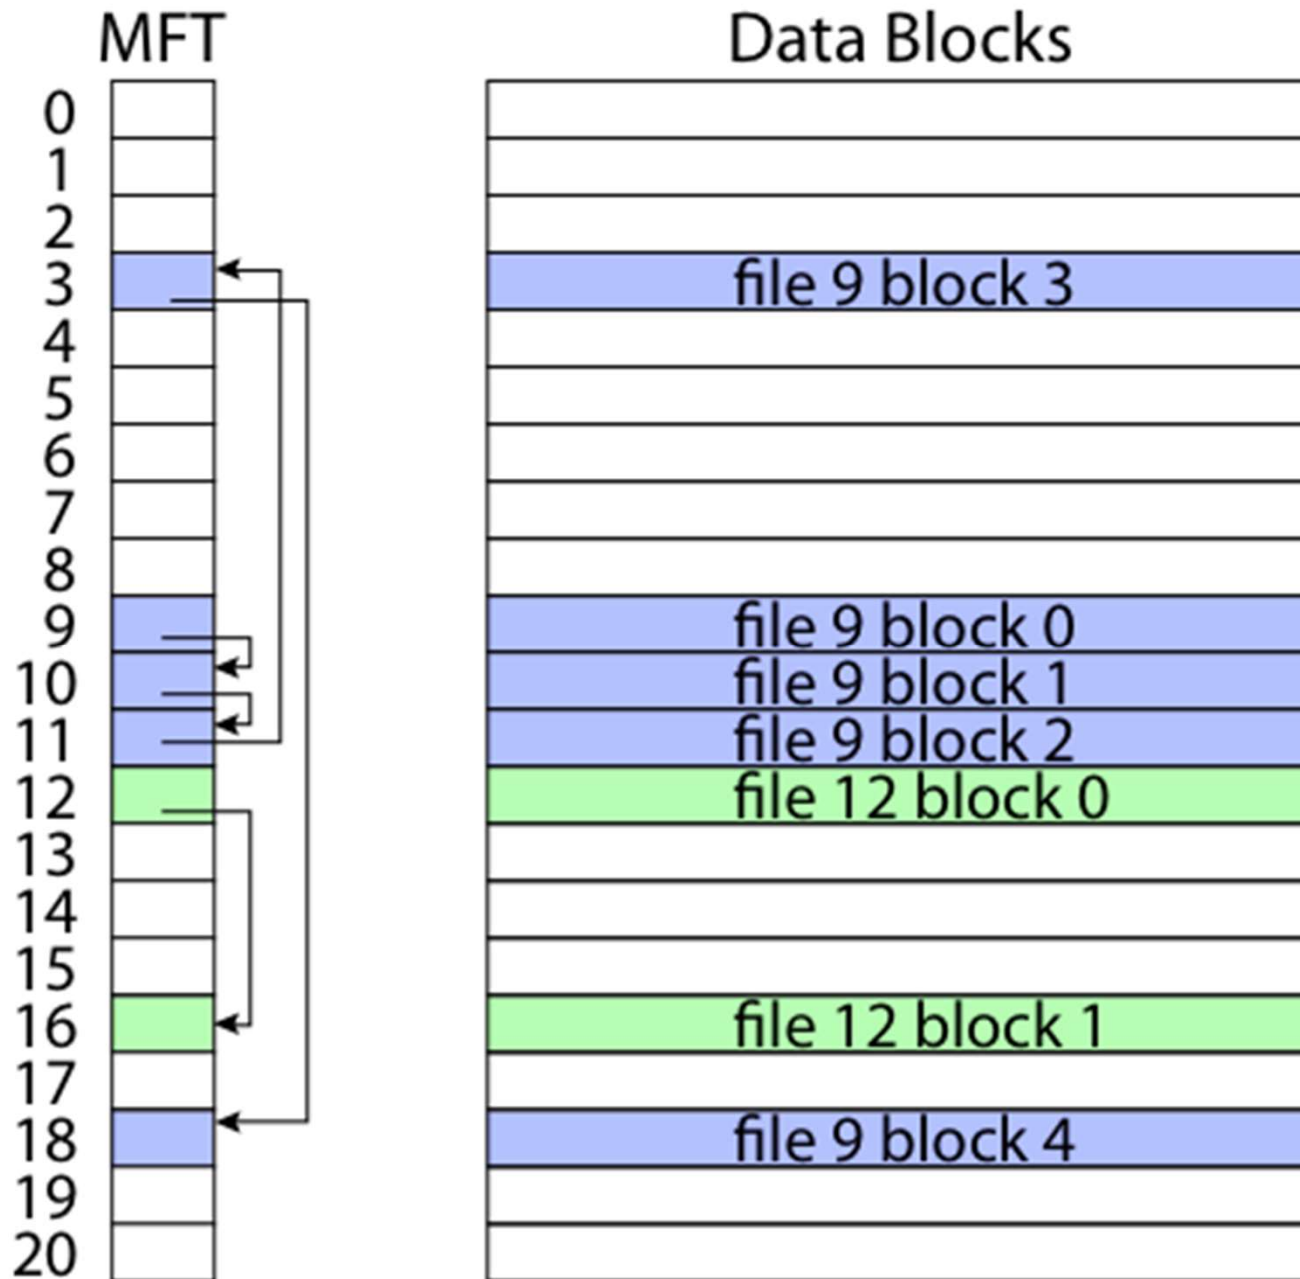 MFT Data Blocks
0
1
2
3 file 9 block 3
4
5
6
7
8
9 file 9 block 0
10 file 9 block 1
11 file 9 block 2
12 file 12 block 0
13
14
15
16 file 12 block 1
17
18 file 9 block 4
19
20